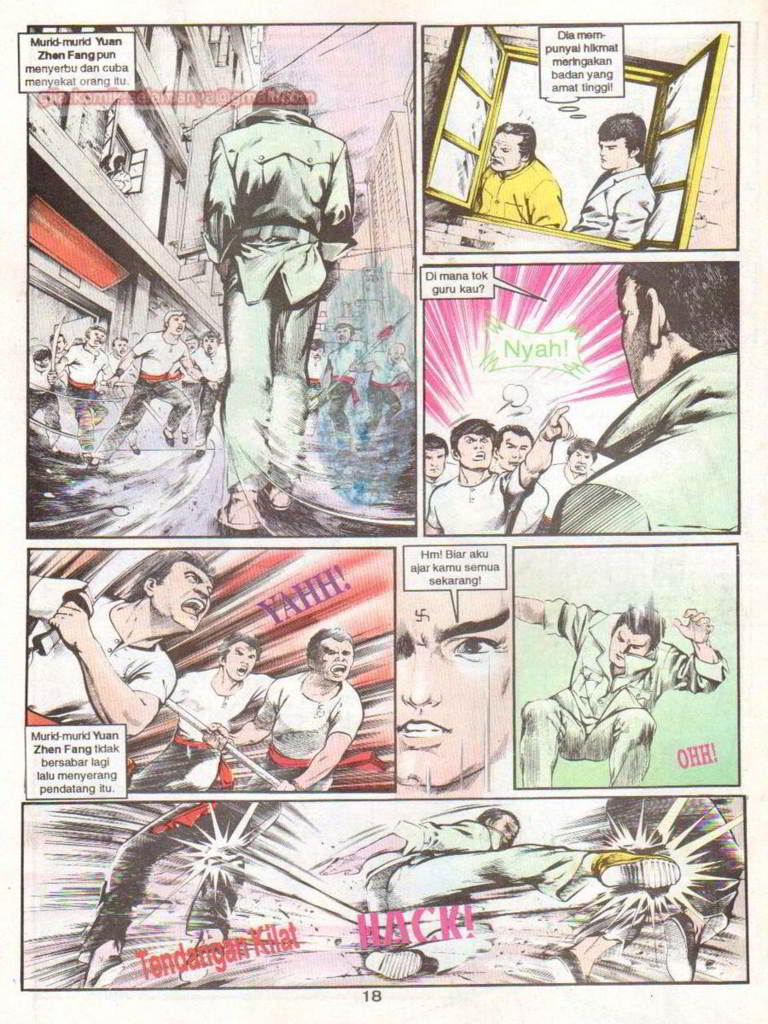 Murid-murid Yuan
Zhen Fang pun
menyerbu dan cuba
menyekat orang itu.
Dia mem-
punyai hikmat
meringakan
badan yang
amat tinggi!
Di mana tok
guru kau?
Nyah!
YAHH!
Murid-murid Yuan
Zhen Fang tidak
bersabar lagi
lalu menyerang
pendatang itu.
Hm! Biar aku
ajar kamu semua
sekarang!
OHH!
Tendangan Kilat
HACK!
18